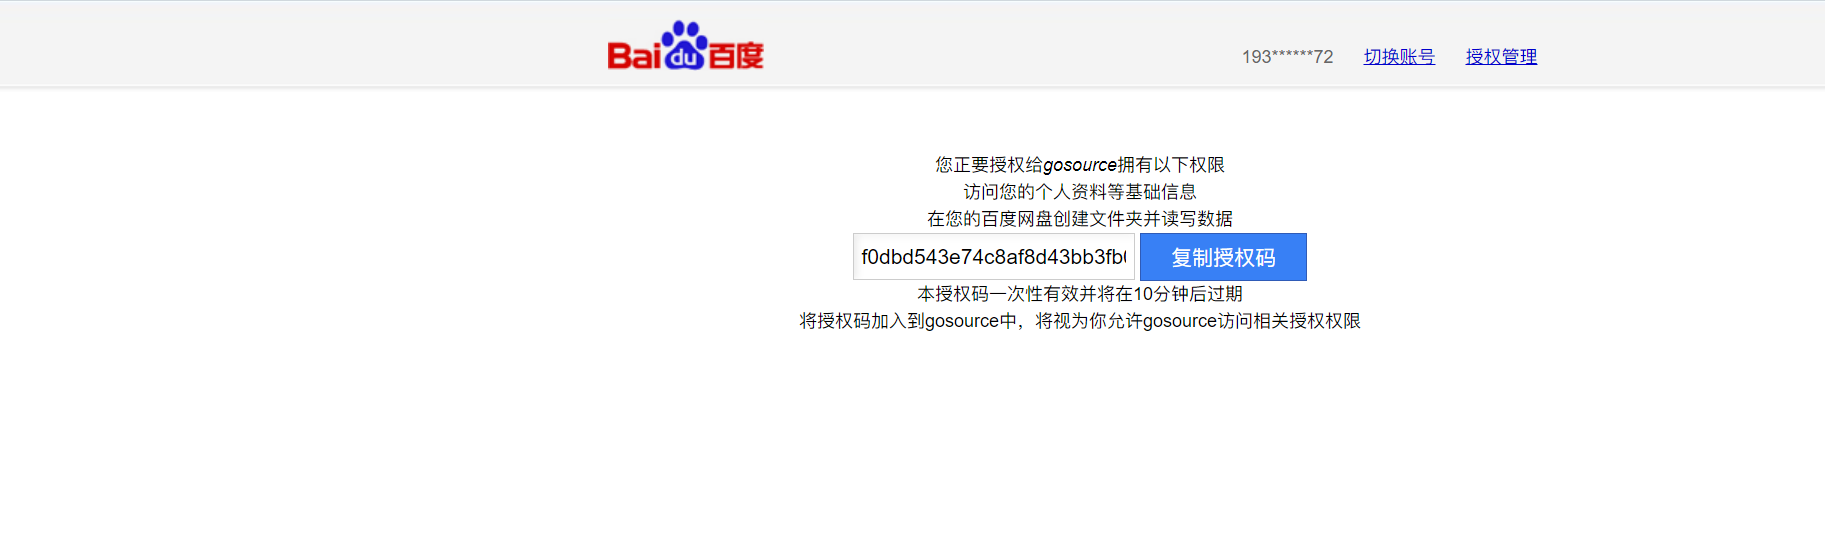 Baidu百度
193******72 切换账号 授权管理
您正要授权给gosource拥有以下权限
访问您的个人资料等基础信息
在您的百度网盘创建文件夹并读写数据
f0dbd543e74c8af8d43bb3fb 复制授权码
本授权码一次性有效并将在10分钟后过期
将授权码加入到gosource中，将视为你允许gosource访问相关授权权限